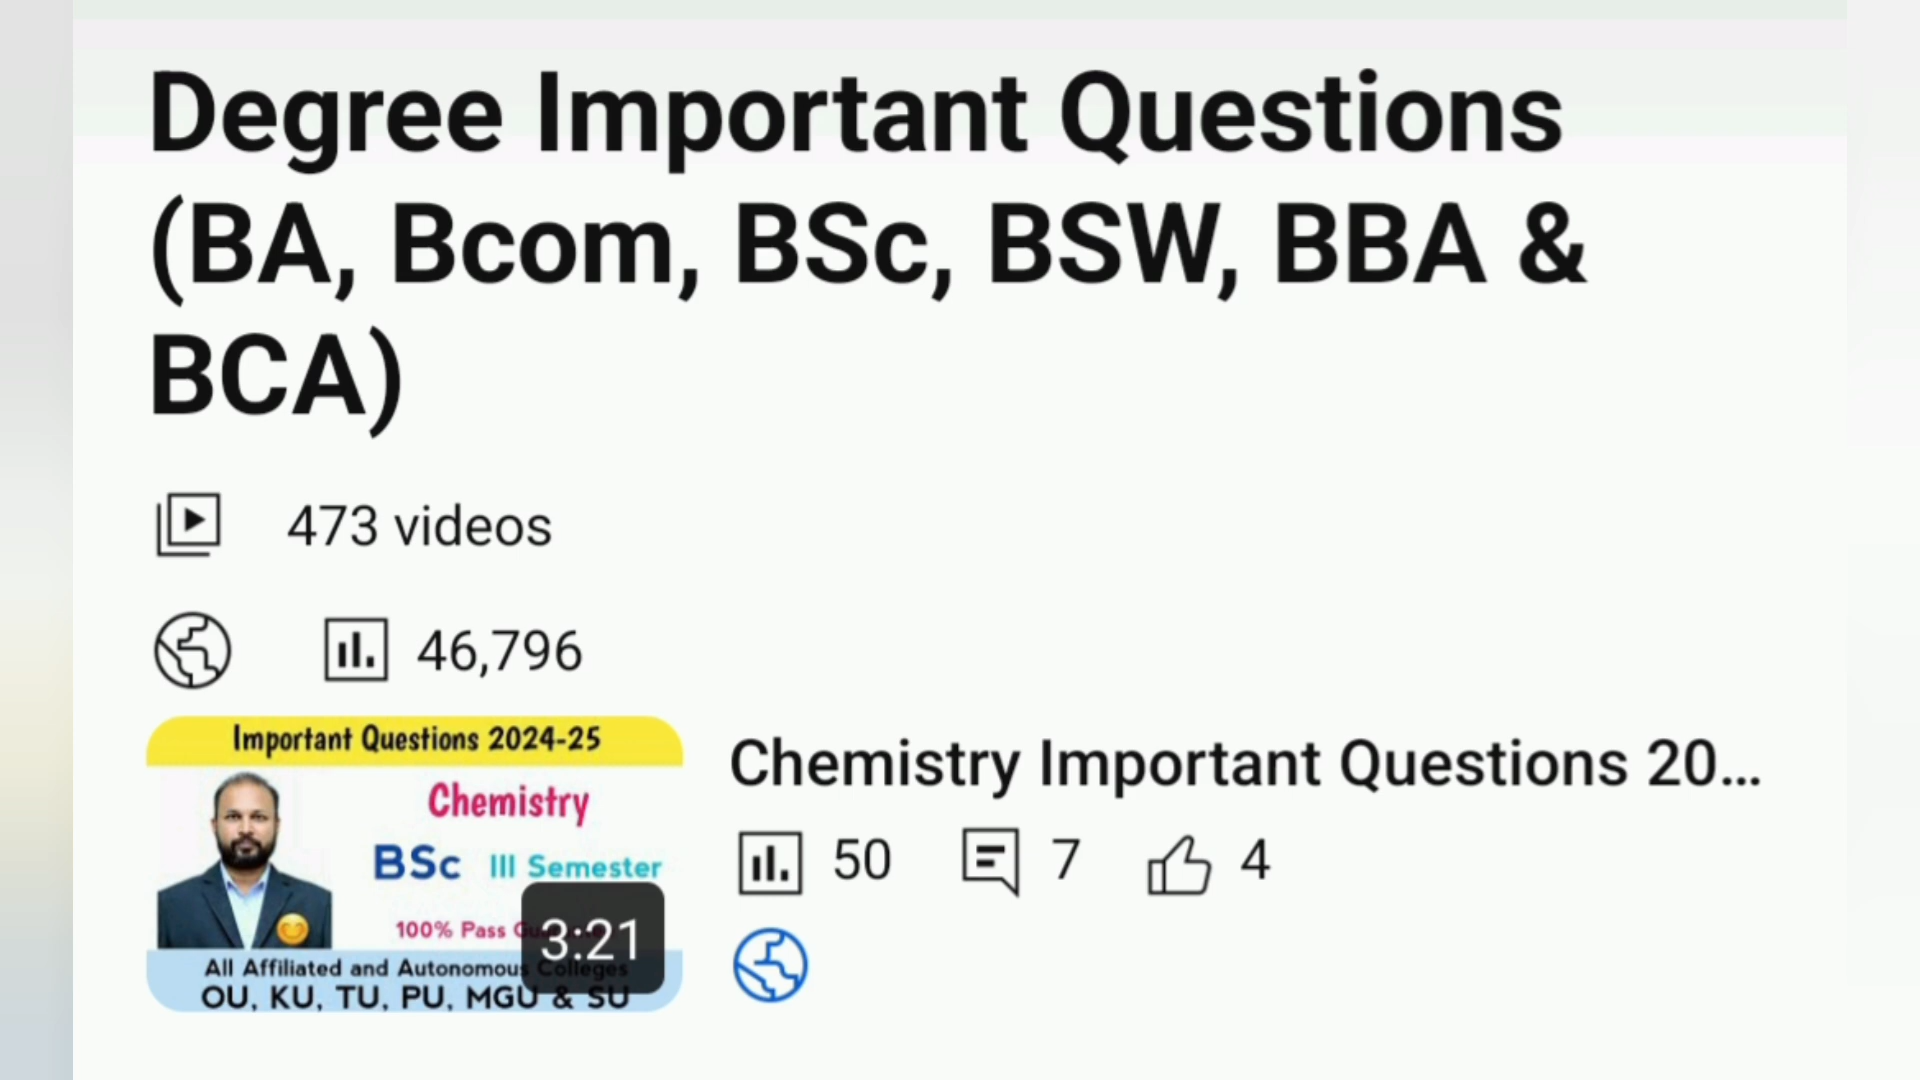 Degree Important Questions
(BA, Bcom, BSc, BSW, BBA &
BCA)
473 videos
46,796
Important Questions 2024-25
Chemistry
BSc III Semester
100% Pass
3:21
All Affiliated and Autonomous Colleges
OU, KU, TU, PU, MGU & SU
Chemistry Important Questions 20...
50 7 4